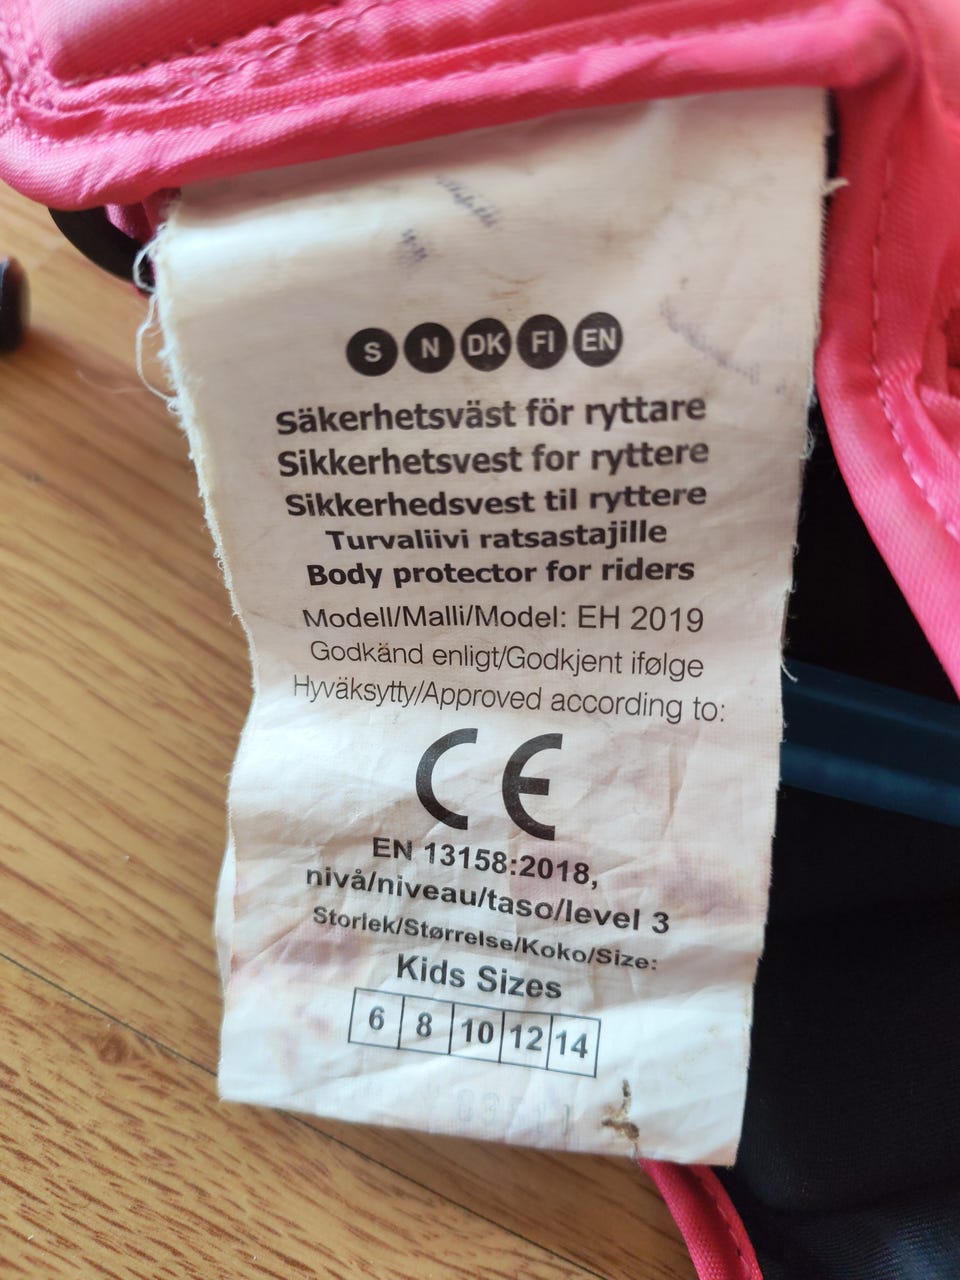 S N DK FI EN
Säkerhetsväst för ryttare
Sikkerhetsvest for ryttere
Sikkerhedsvest til ryttere
Turvaliivi ratsastajille
Body protector for riders
Modell/Malli/Model: EH 2019
Godkänd enligt/Godkjent ifølge
Hyväksytty/Approved according to:
CE
EN 13158:2018,
nivå/niveau/taso/level 3
Storlek/Størrelse/Koko/Size:
Kids Sizes
6 8 10 12 14